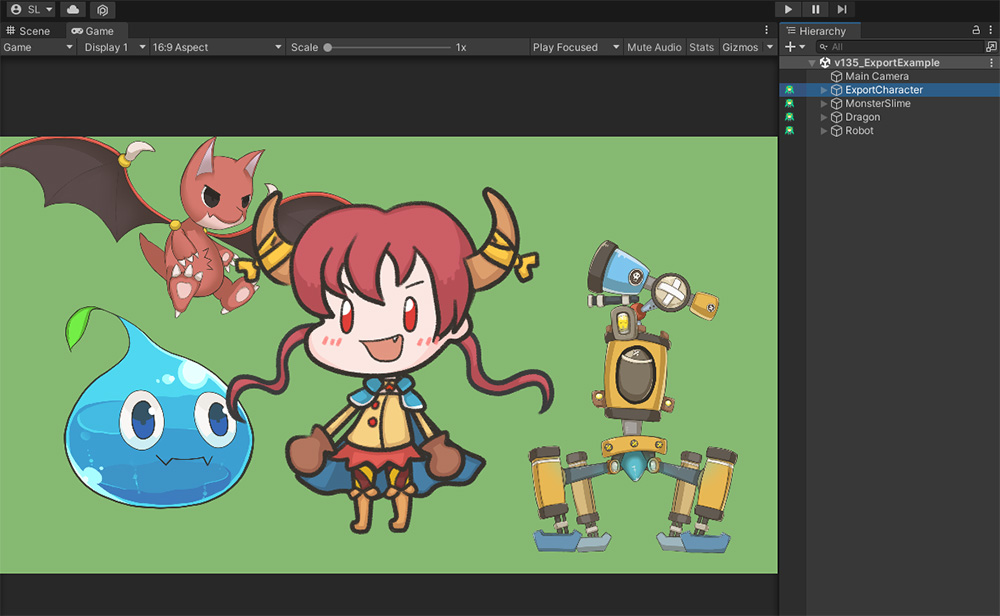 SL
Scene Game
Game Display 1 16:9 Aspect Scale 1x Play Focused Mute Audio Stats Gizmos
Hierarchy
All
v135_ExportExample
Main Camera
ExportCharacter
MonsterSlime
Dragon
Robot